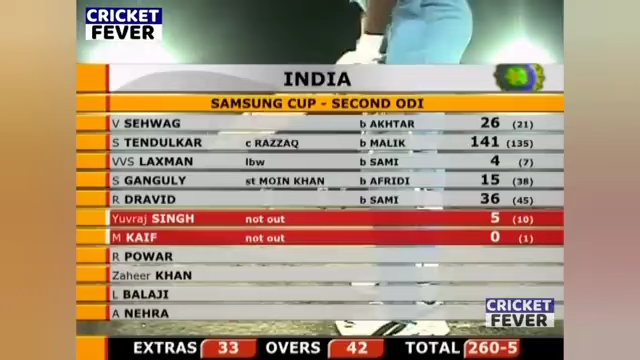 CRICKET
FEVER
INDIA
SAMSUNG CUP - SECOND ODI
V SEHWAG b AKHTAR 26 (21)
S TENDULKAR c RAZZAQ b MALIK 141 (135)
VVS LAXMAN lbw b SAMI 4 (7)
S GANGULY st MOIN KHAN b AFRIDI 15 (38)
R DRAVID b SAMI 36 (45)
Yuvraj SINGH not out 5 (10)
M KAIF not out 0 (1)
R POWAR
Zaheer KHAN
L BALAJI
A NEHRA
CRICKET
FEVER
EXTRAS 33 OVERS 42 TOTAL 260-5